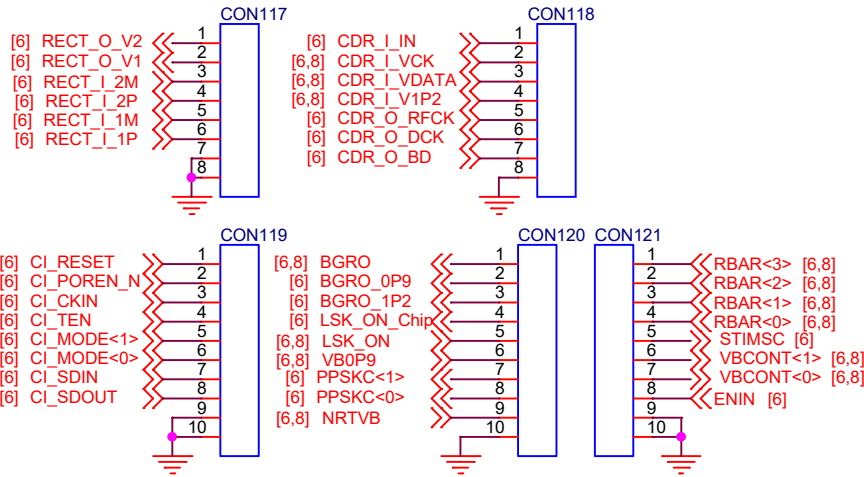 CON117
[6] RECT_O_V2 1
[6] RECT_O_V1 2
[6] RECT_I_2M 3
[6] RECT_I_2P 4
[6] RECT_I_1M 5
[6] RECT_I_1P 6
7
8
CON118
[6] CDR_I_IN 1
[6,8] CDR_I_VCK 2
[6,8] CDR_I_VDATA 3
[6,8] CDR_I_V1P2 4
[6] CDR_O_RFCK 5
[6] CDR_O_DCK 6
[6] CDR_O_BD 7
8
CON119
[6] CI_RESET 1
[6] CI_POREN_N 2
[6] CI_CKIN 3
[6] CI_TEN 4
[6] CI_MODE<1> 5
[6] CI_MODE<0> 6
[6] CI_SDIN 7
[6] CI_SDOUT 8
9
10
CON120
[6,8] BGRO 1
[6] BGRO_0P9 2
[6] BGRO_1P2 3
[6] LSK_ON_Chip 4
[6,8] LSK_ON 5
[6,8] VB0P9 6
[6] PPSKC<1> 7
[6] PPSKC<0> 8
[6,8] NRTVB 9
10
CON121
1 RBAR<3> [6,8]
2 RBAR<2> [6,8]
3 RBAR<1> [6,8]
4 RBAR<0> [6,8]
5 STIMSC [6]
6 VBCONT<1> [6,8]
7 VBCONT<0> [6,8]
8 ENIN [6]
9
10